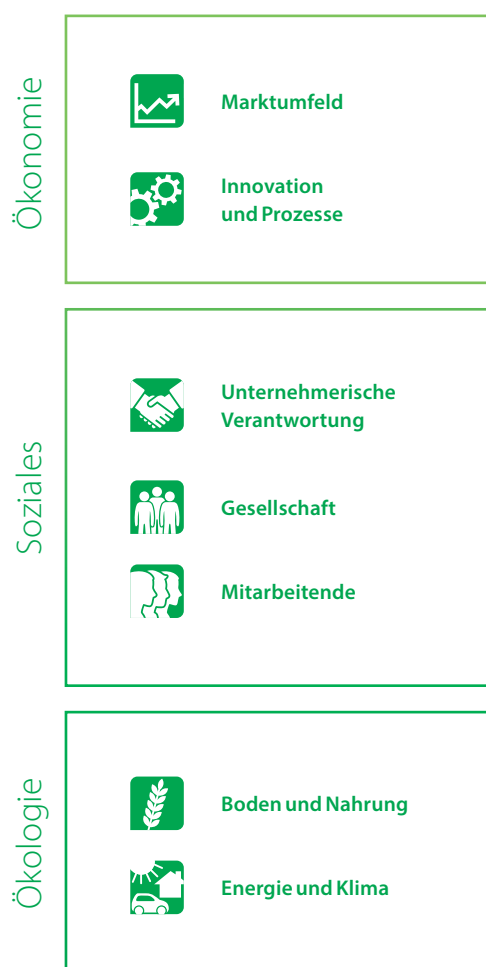 Ökonomie
Marktumfeld
Innovation
und Prozesse
Soziales
Unternehmerische
Verantwortung
Gesellschaft
Mitarbeitende
Ökologie
Boden und Nahrung
Energie und Klima